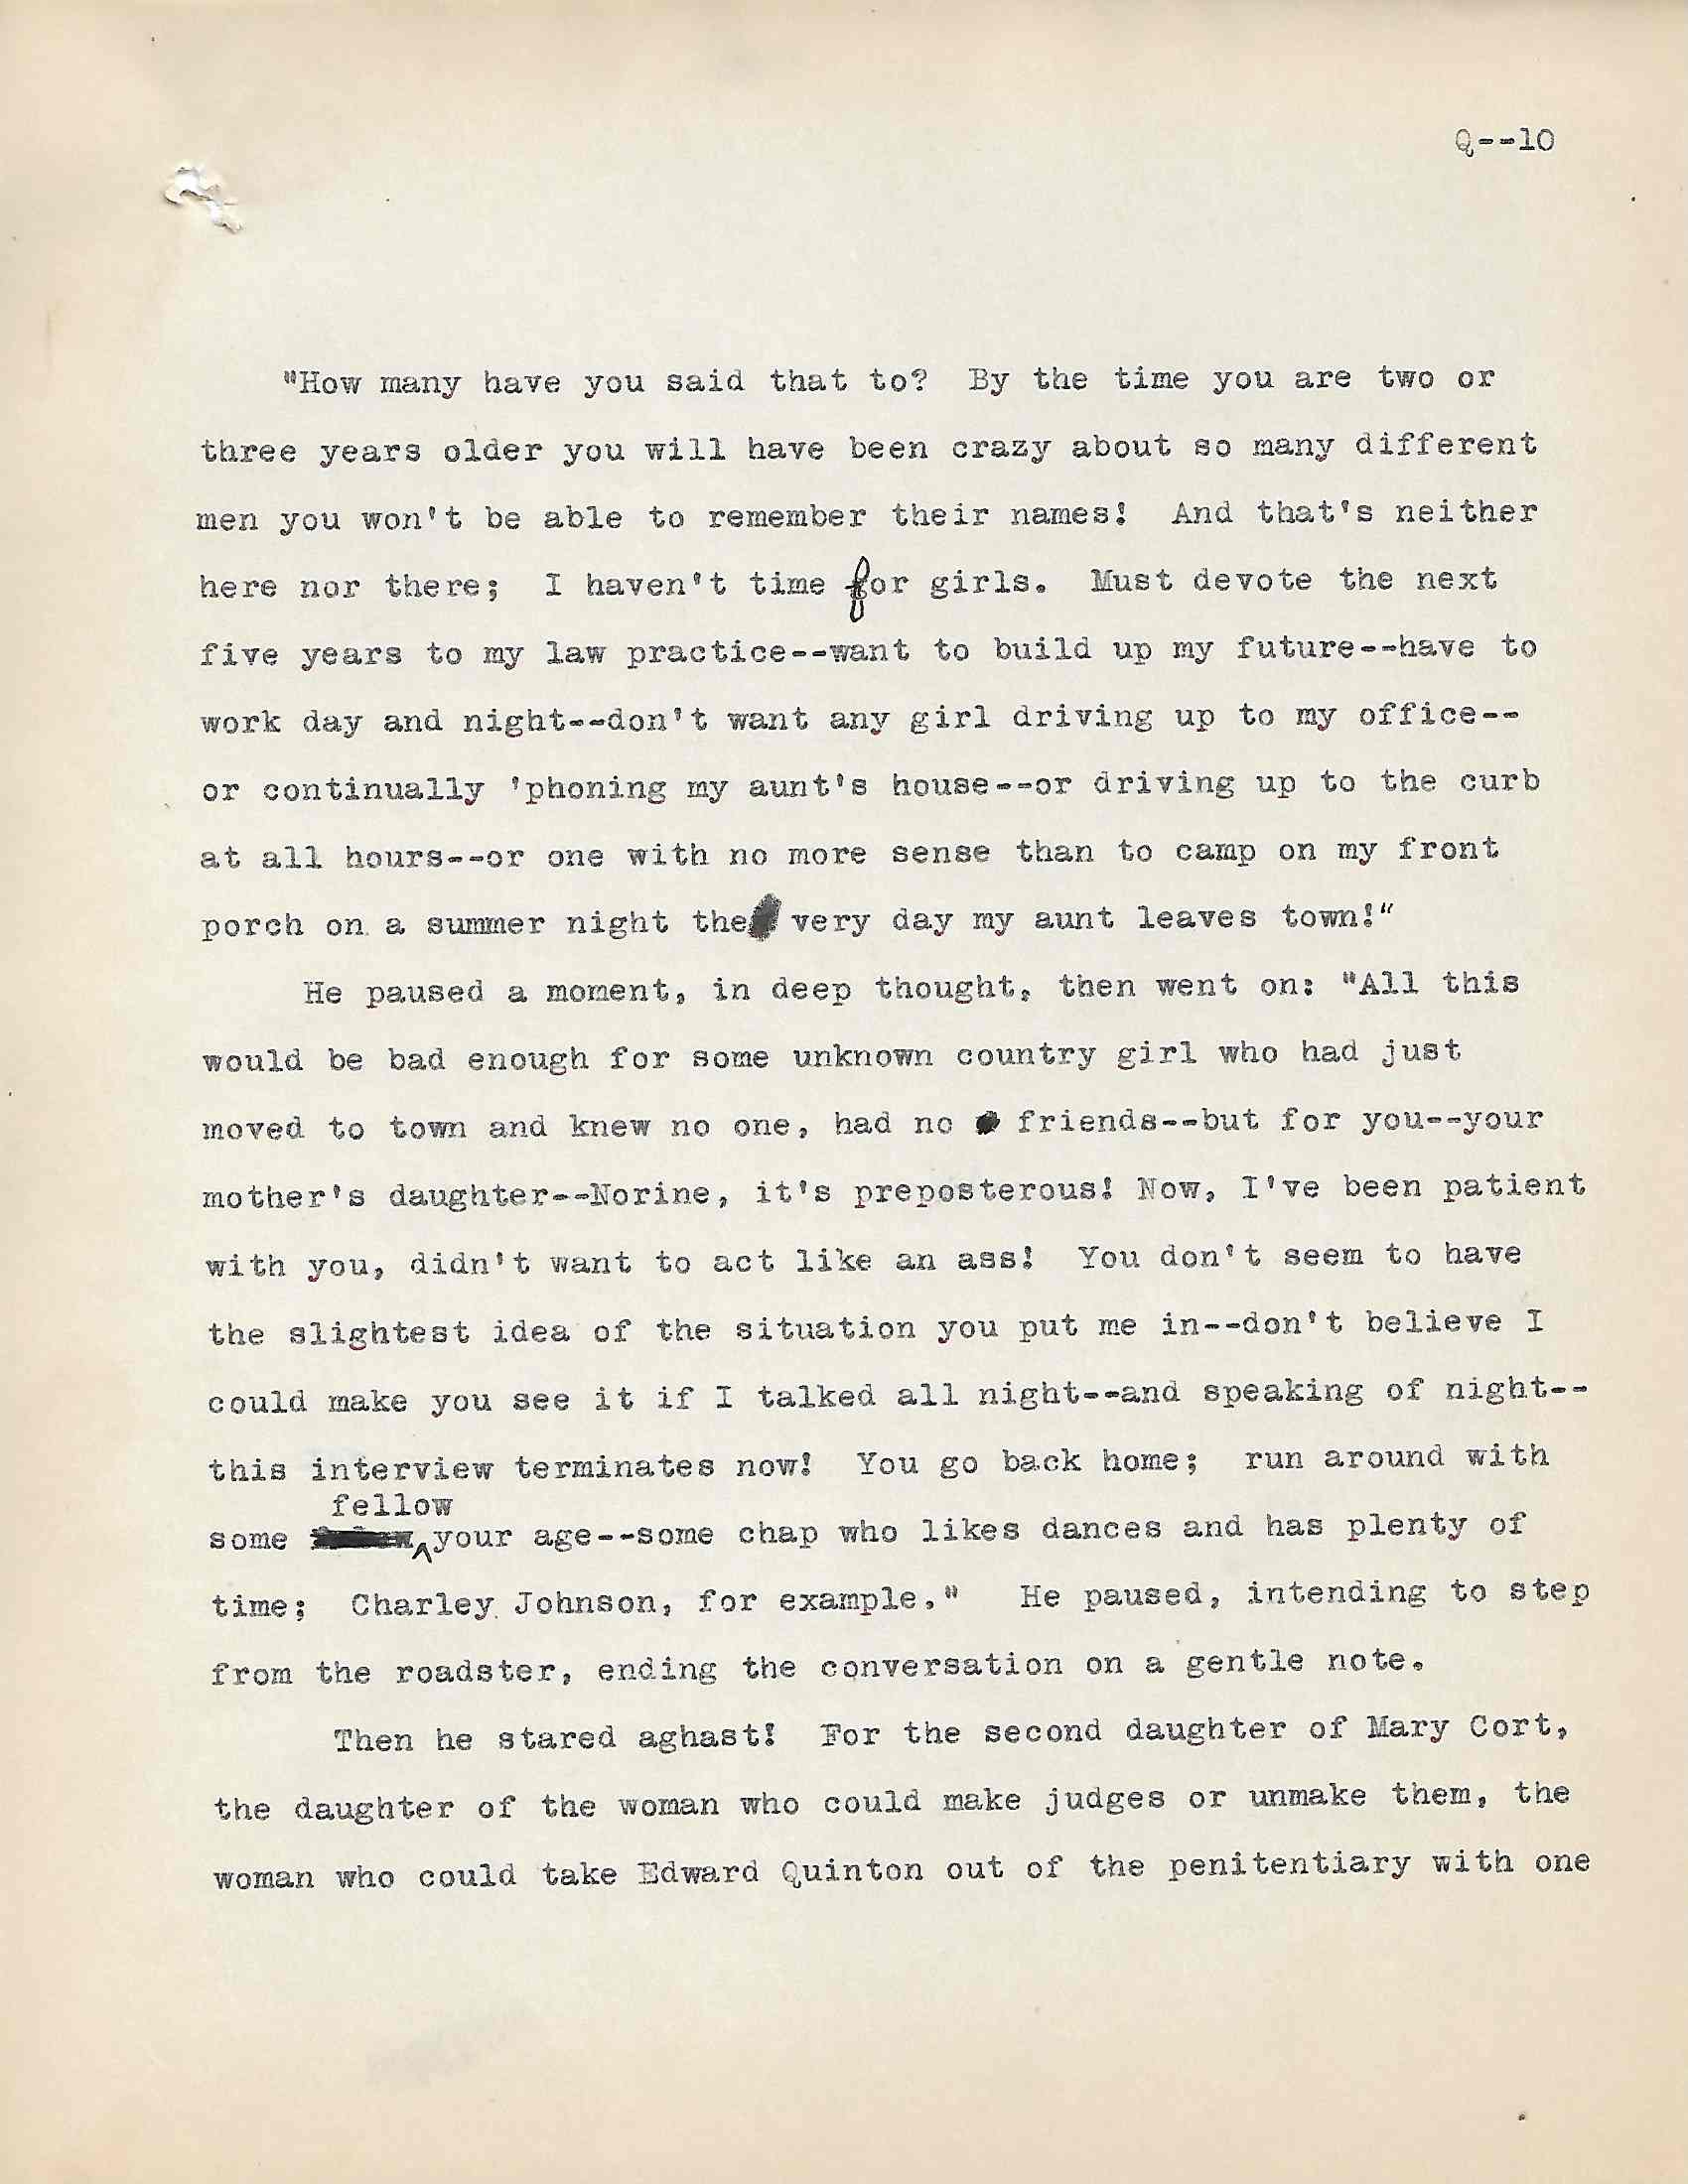 Q--10
"How many have you said that to?  By the time you are two or
three years older you will have been crazy about so many different
men you won't be able to remember their names!  And that's neither
here nor there;  I haven't time for girls.  Must devote the next
five years to my law practice--want to build up my future--have to
work day and night--don't want any girl driving up to my office--
or continually 'phoning my aunt's house--or driving up to the curb
at all hours--or one with no more sense than to camp on my front
porch on a summer night the very day my aunt leaves town!"
He paused a moment, in deep thought, then went on: "All this
would be bad enough for some unknown country girl who had just
moved to town and knew no one, had no friends--but for you--your
mother's daughter--Norine, it's preposterous! Now, I've been patient
with you, didn't want to act like an ass!  You don't seem to have
the slightest idea of the situation you put me in--don't believe I
could make you see it if I talked all night--and speaking of night--
this interview terminates now!  You go back home;  run around with
fellow
some your age--some chap who likes dances and has plenty of
time;  Charley Johnson, for example."  He paused, intending to step
from the roadster, ending the conversation on a gentle note.
Then he stared aghast!  For the second daughter of Mary Cort,
the daughter of the woman who could make judges or unmake them, the
woman who could take Edward Quinton out of the penitentiary with one